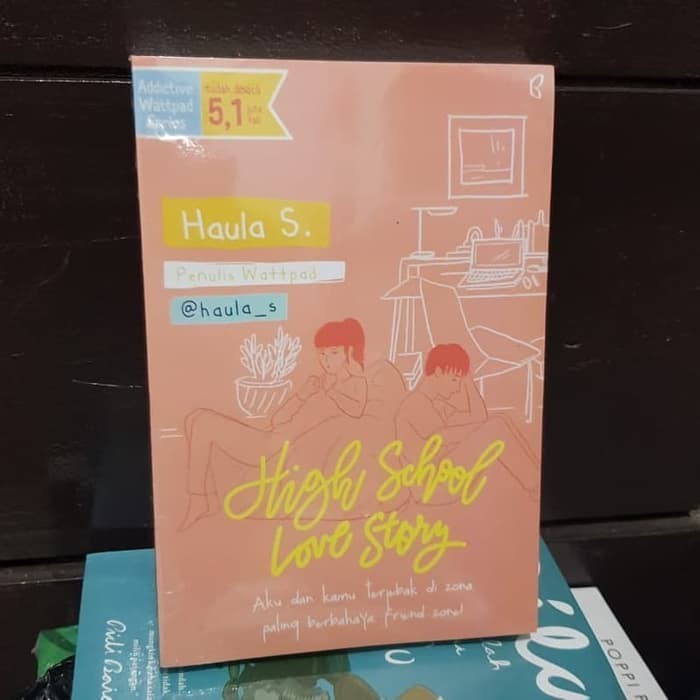 Addictive
Wattpad
Series
sudah dibaca
5,1 juta
kali
Haula S.
Penulis Wattpad
@haula_s
High School
Love Story
Aku dan kamu terjebak di zona
paling berbahaya: friend zone!
POPPI